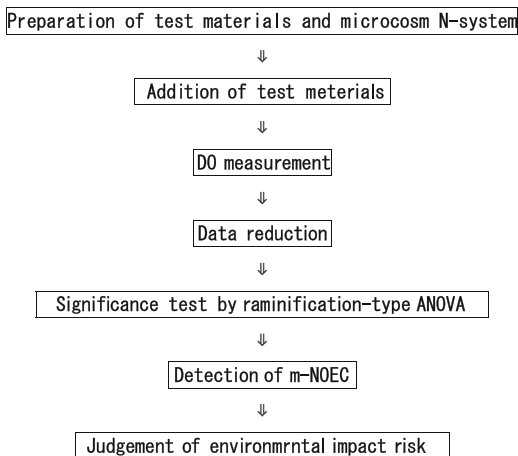 Preparation of test materials and microcosm N-system
⇓
Addition of test meterials
⇓
DO measurement
⇓
Data reduction
⇓
Significance test by raminification-type ANOVA
⇓
Detection of m-NOEC
⇓
Judgement of environmrntal impact risk